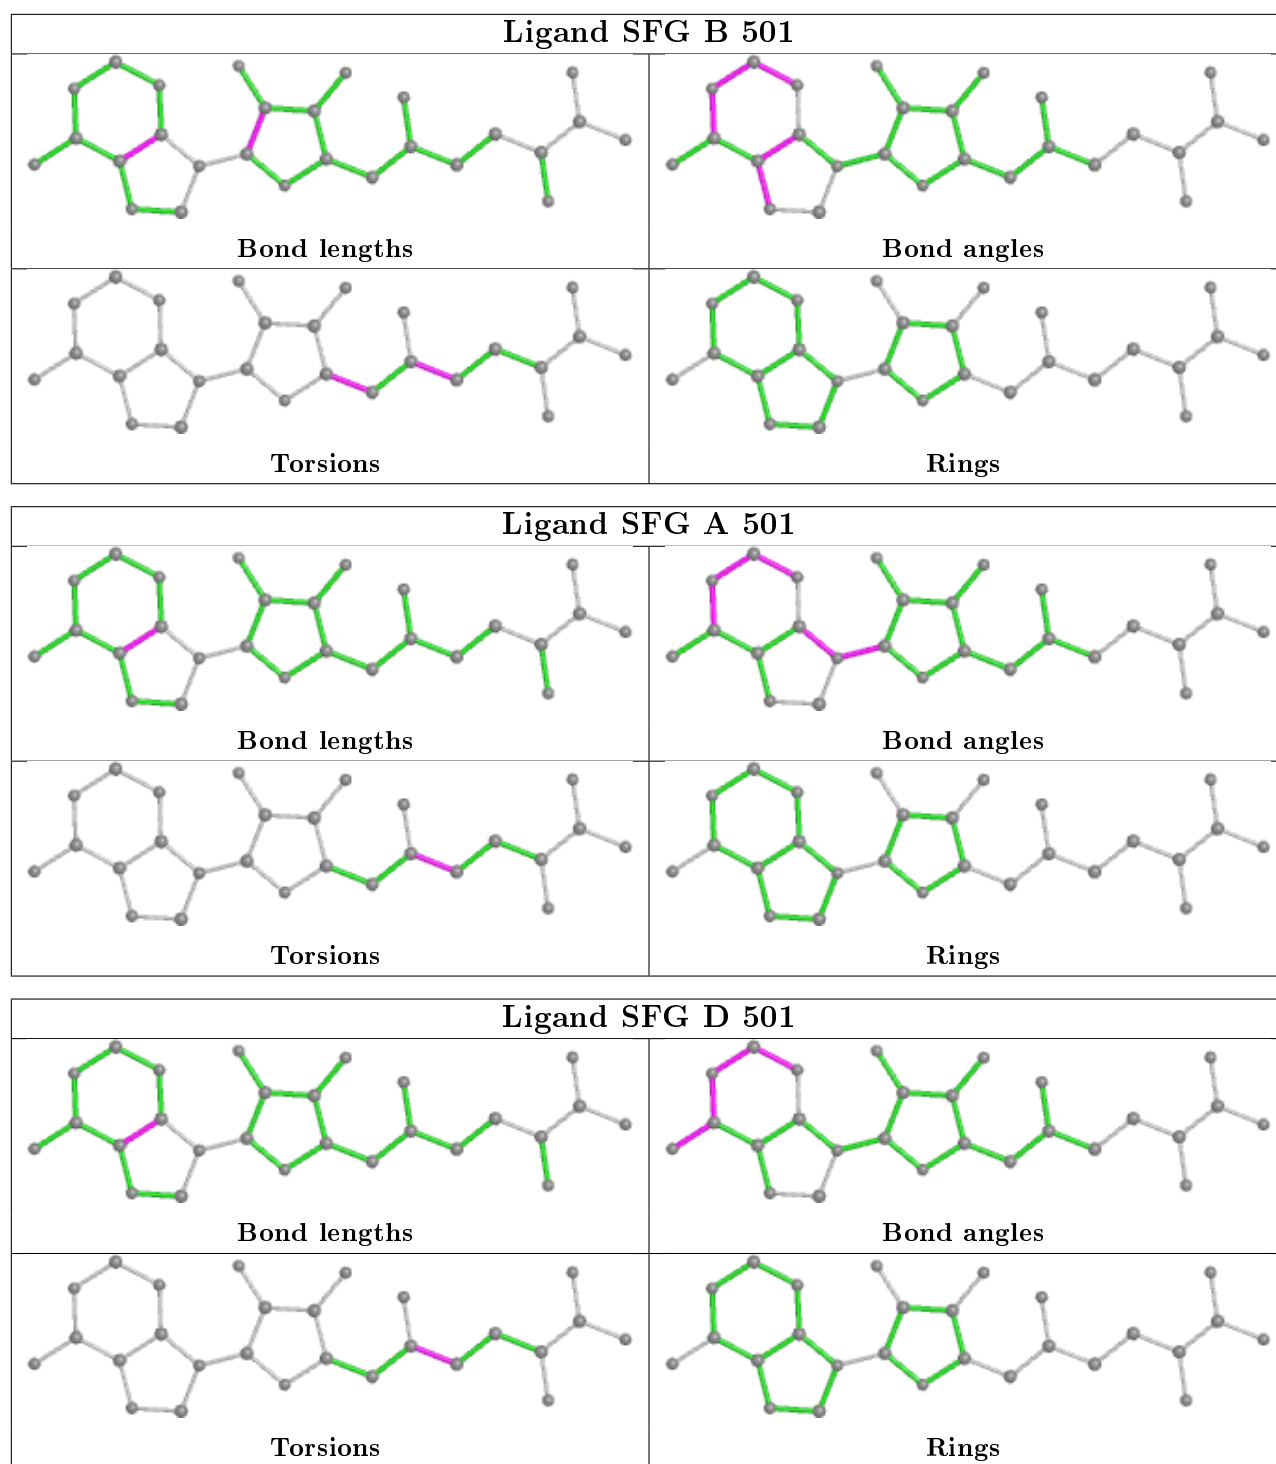 Ligand SFG B 501
Bond lengths
Bond angles
Torsions
Rings
Ligand SFG A 501
Bond lengths
Bond angles
Torsions
Rings
Ligand SFG D 501
Bond lengths
Bond angles
Torsions
Rings